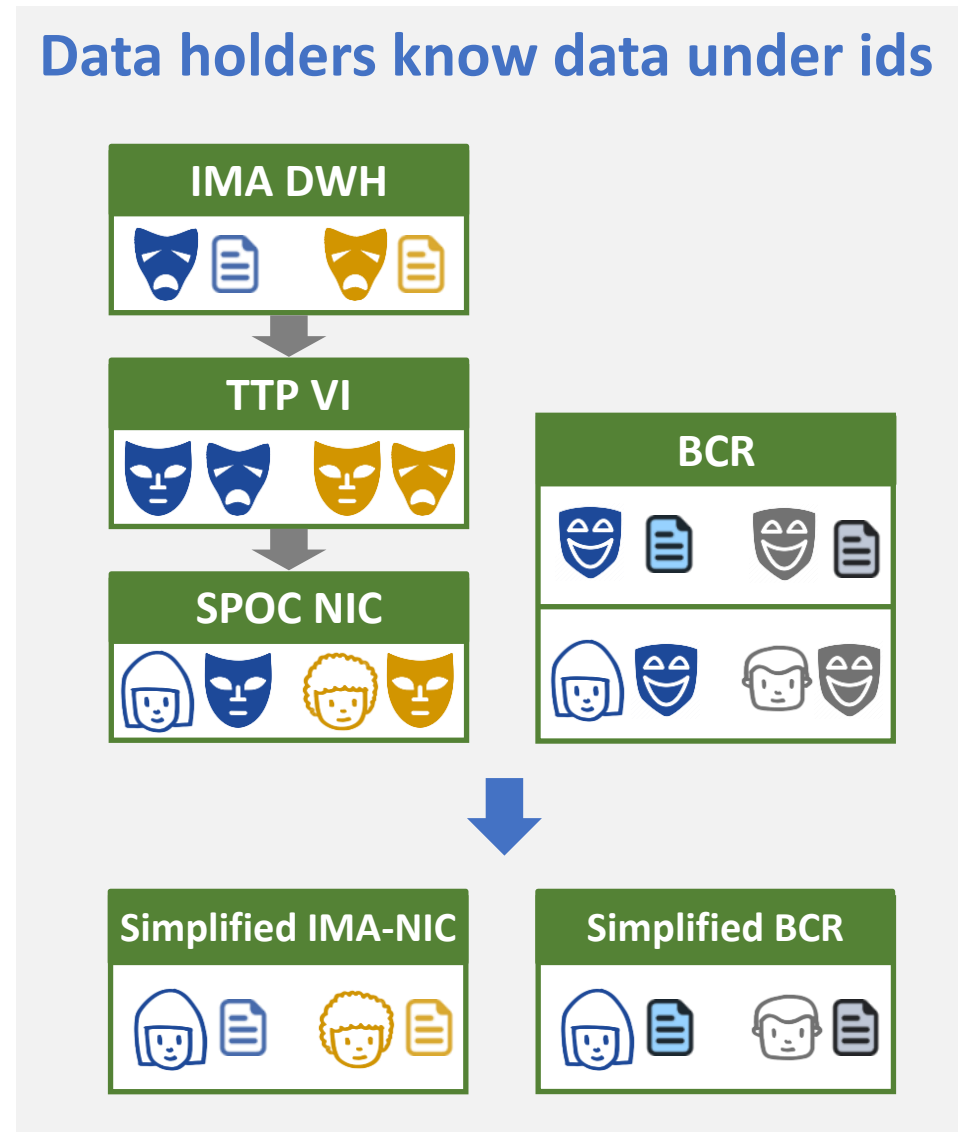 Data holders know data under ids
IMA DWH
TTP VI
SPOC NIC
BCR
Simplified IMA-NIC
Simplified BCR